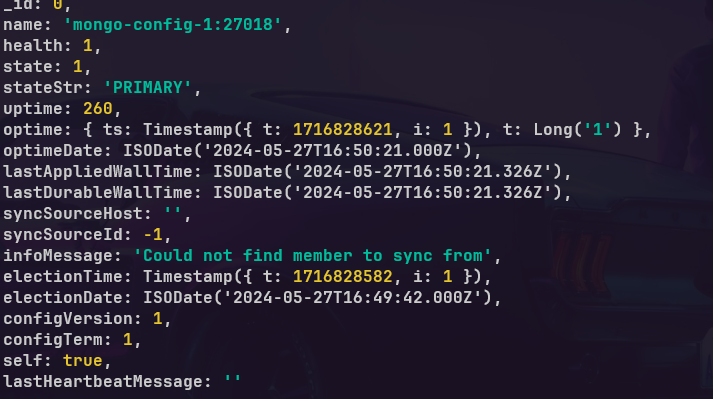 _id: 0,
name: 'mongo-config-1:27018',
health: 1,
state: 1,
stateStr: 'PRIMARY',
uptime: 260,
optime: { ts: Timestamp({ t: 1716828621, i: 1 }), t: Long('1') },
optimeDate: ISODate('2024-05-27T16:50:21.000Z'),
lastAppliedWallTime: ISODate('2024-05-27T16:50:21.326Z'),
lastDurableWallTime: ISODate('2024-05-27T16:50:21.326Z'),
syncSourceHost: '',
syncSourceId: -1,
infoMessage: 'Could not find member to sync from',
electionTime: Timestamp({ t: 1716828582, i: 1 }),
electionDate: ISODate('2024-05-27T16:49:42.000Z'),
configVersion: 1,
configTerm: 1,
self: true,
lastHeartbeatMessage: ''